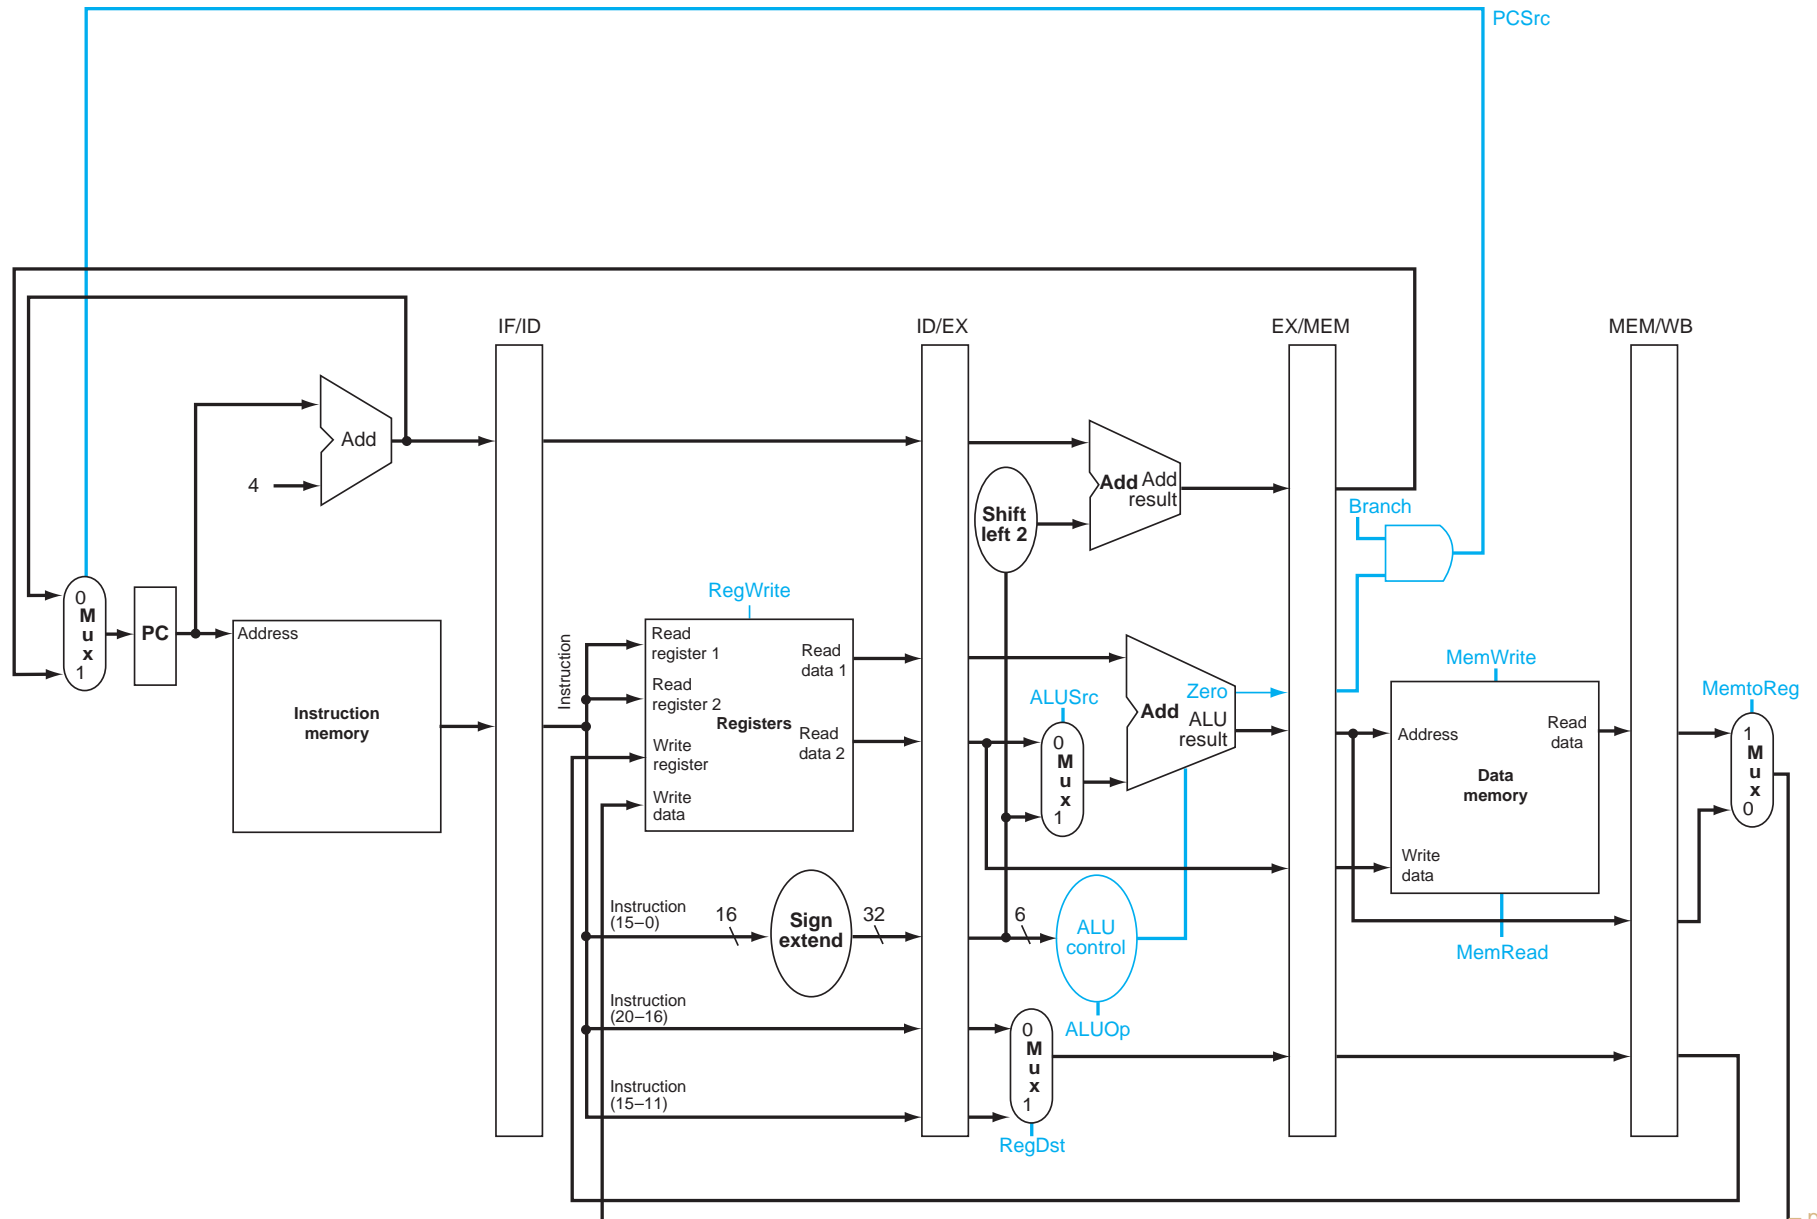 PCSrc
IF/ID
ID/EX
EX/MEM
MEM/WB
Add
4
Shift
left 2
Add Add
result
Branch
0
M
u
x
1
PC
Address
Instruction
memory
Instruction
RegWrite
Read
register 1
Read
register 2
Write
register
Write
data
Registers
Read
data 1
Read
data 2
ALUSrc
0
M
u
x
1
Zero
Add
ALU
result
MemWrite
Address
Read
data
Data
memory
Write
data
MemRead
MemtoReg
1
M
u
x
0
Instruction
(15–0)
16
Sign
extend
32
6
ALU
control
ALUOp
Instruction
(20–16)
Instruction
(15–11)
0
M
u
x
1
RegDst